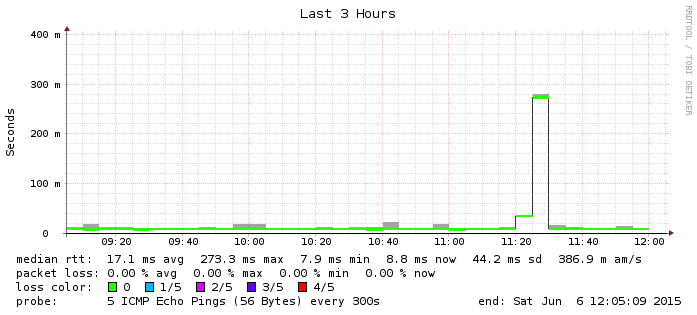 Last 3 Hours
RRDTOOL / TOBI OETIKER
Seconds
400 m
300 m
200 m
100 m
0
09:20 09:40 10:00 10:20 10:40 11:00 11:20 11:40 12:00
median rtt: 17.1 ms avg 273.3 ms max 7.9 ms min 8.8 ms now 44.2 ms sd 386.9 m am/s
packet loss: 0.00 % avg 0.00 % max 0.00 % min 0.00 % now
loss color: 0 1/5 2/5 3/5 4/5
probe: 5 ICMP Echo Pings (56 Bytes) every 300s end: Sat Jun 6 12:05:09 2015